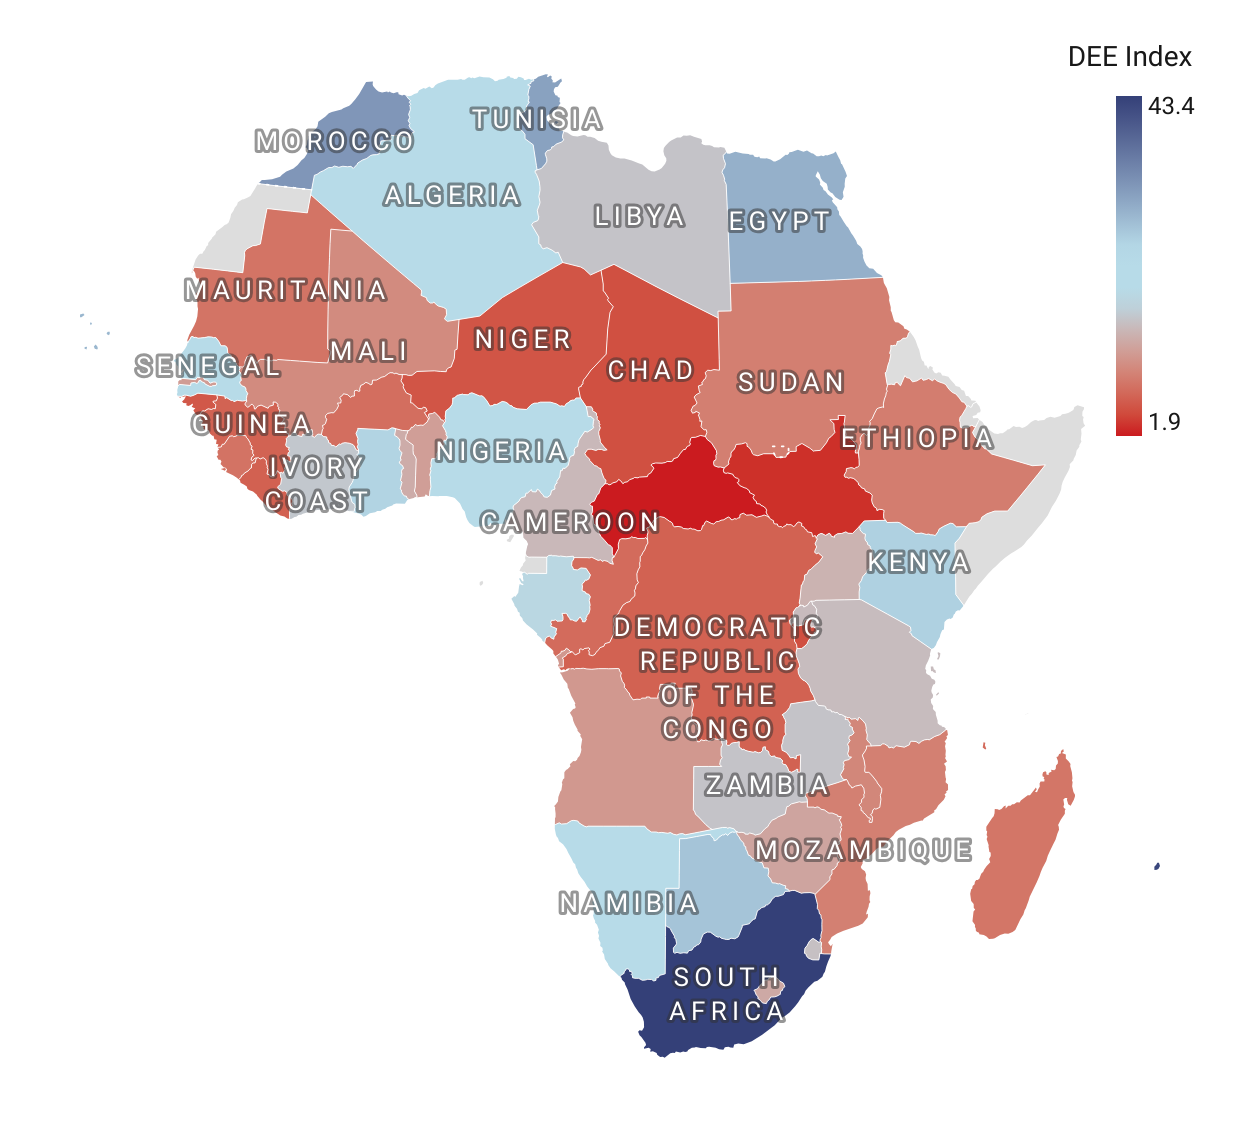 DEE Index
43.4
1.9
TUNISIA
MOROCCO
ALGERIA
LIBYA
EGYPT
MAURITANIA
NIGER
MALI
SENEGAL
CHAD
SUDAN
GUINEA
ETHIOPIA
NIGERIA
IVORY
COAST
CAMEROON
KENYA
DEMOCRATIC
REPUBLIC
OF THE
CONGO
ZAMBIA
MOZAMBIQUE
NAMIBIA
SOUTH
AFRICA